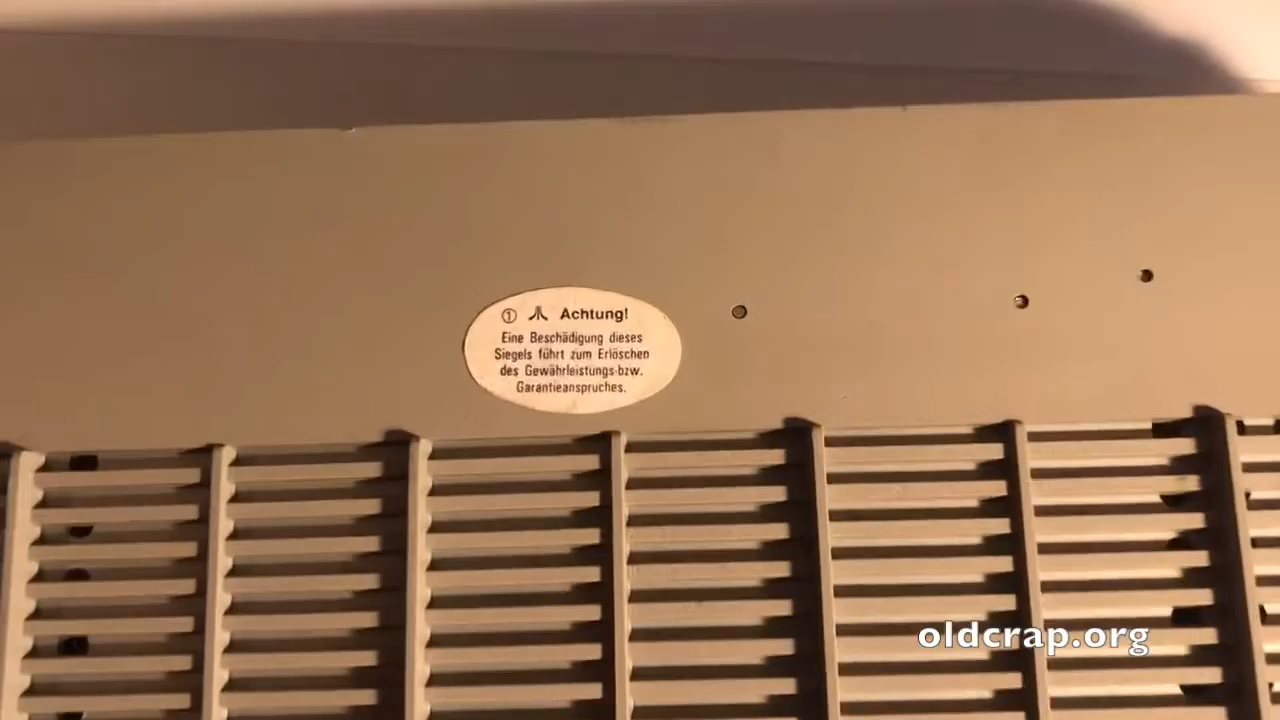 ① Achtung!
Eine Beschädigung dieses
Siegels führt zum Erlöschen
des Gewährleistungs-bzw.
Garantieanspruches.
oldcrap.org